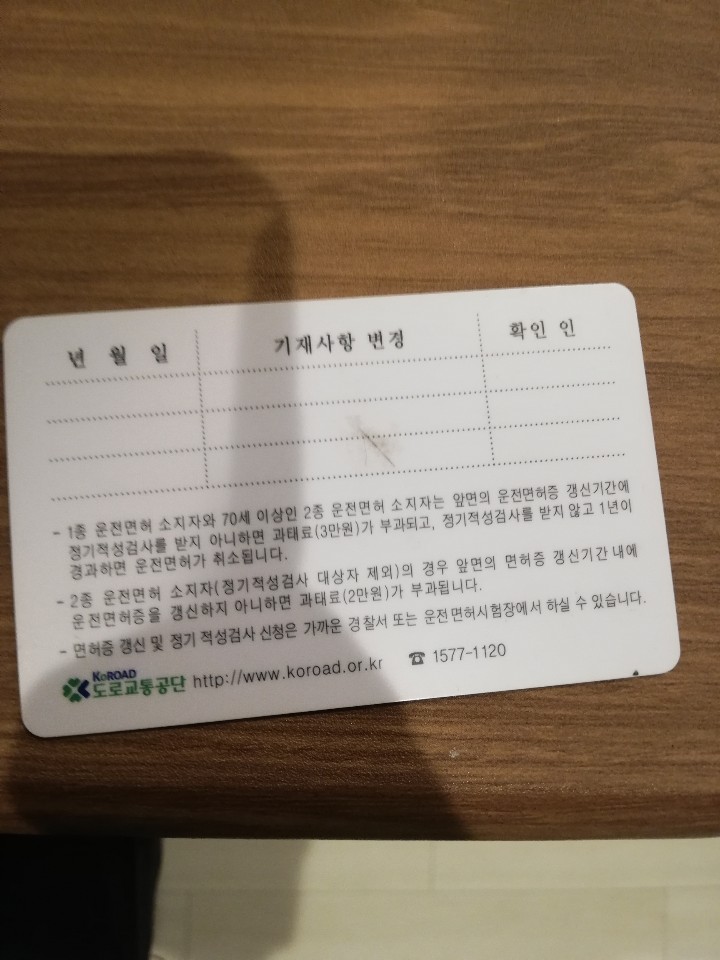 년 월 일 기재사항 변경 확인 인
- 1종 운전면허 소지자와 70세 이상인 2종 운전면허 소지자는 앞면의 운전면허증 갱신기간에
정기적성검사를 받지 아니하면 과태료(3만원)가 부과되고, 정기적성검사를 받지 않고 1년이
경과하면 운전면허가 취소됩니다.
- 2종 운전면허 소지자(정기적성검사 대상자 제외)의 경우 앞면의 면허증 갱신기간 내에
운전면허증을 갱신하지 아니하면 과태료(2만원)가 부과됩니다.
- 면허증 갱신 및 정기 적성검사 신청은 가까운 경찰서 또는 운전면허시험장에서 하실 수 있습니다.
KoROAD
도로교통공단 http://www.koroad.or.kr ☎ 1577-1120